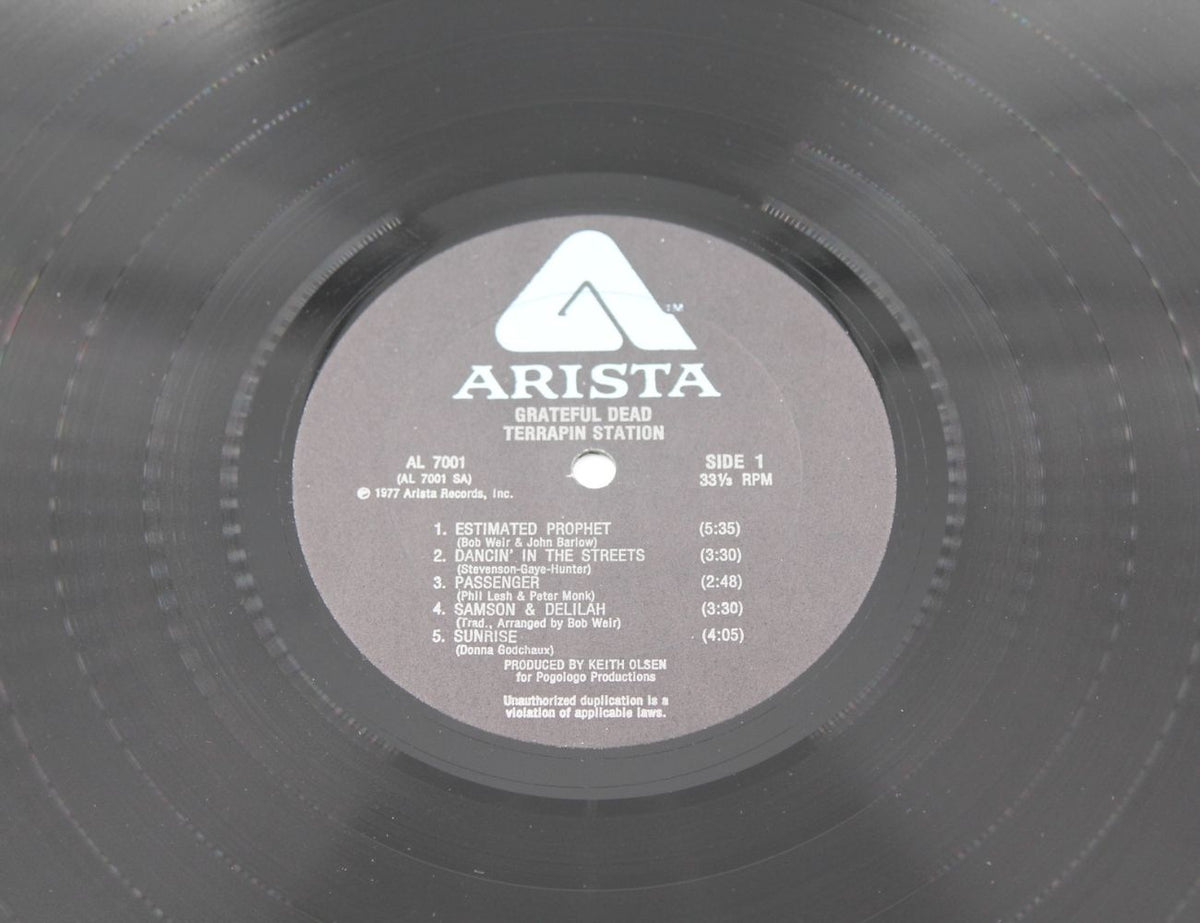 TM
ARISTA
GRATEFUL DEAD
TERRAPIN STATION
AL 7001
(AL 7001 SA)
℗ 1977 Arista Records, Inc.
SIDE 1
33⅓ RPM
1. ESTIMATED PROPHET (5:35)
(Bob Weir & John Barlow)
2. DANCIN' IN THE STREETS (3:30)
(Stevenson-Gaye-Hunter)
3. PASSENGER (2:48)
(Phil Lesh & Peter Monk)
4. SAMSON & DELILAH (3:30)
(Trad., Arranged by Bob Weir)
5. SUNRISE (4:05)
(Donna Godchaux)
PRODUCED BY KEITH OLSEN
for Pogologo Productions
Unauthorized duplication is a
violation of applicable laws.